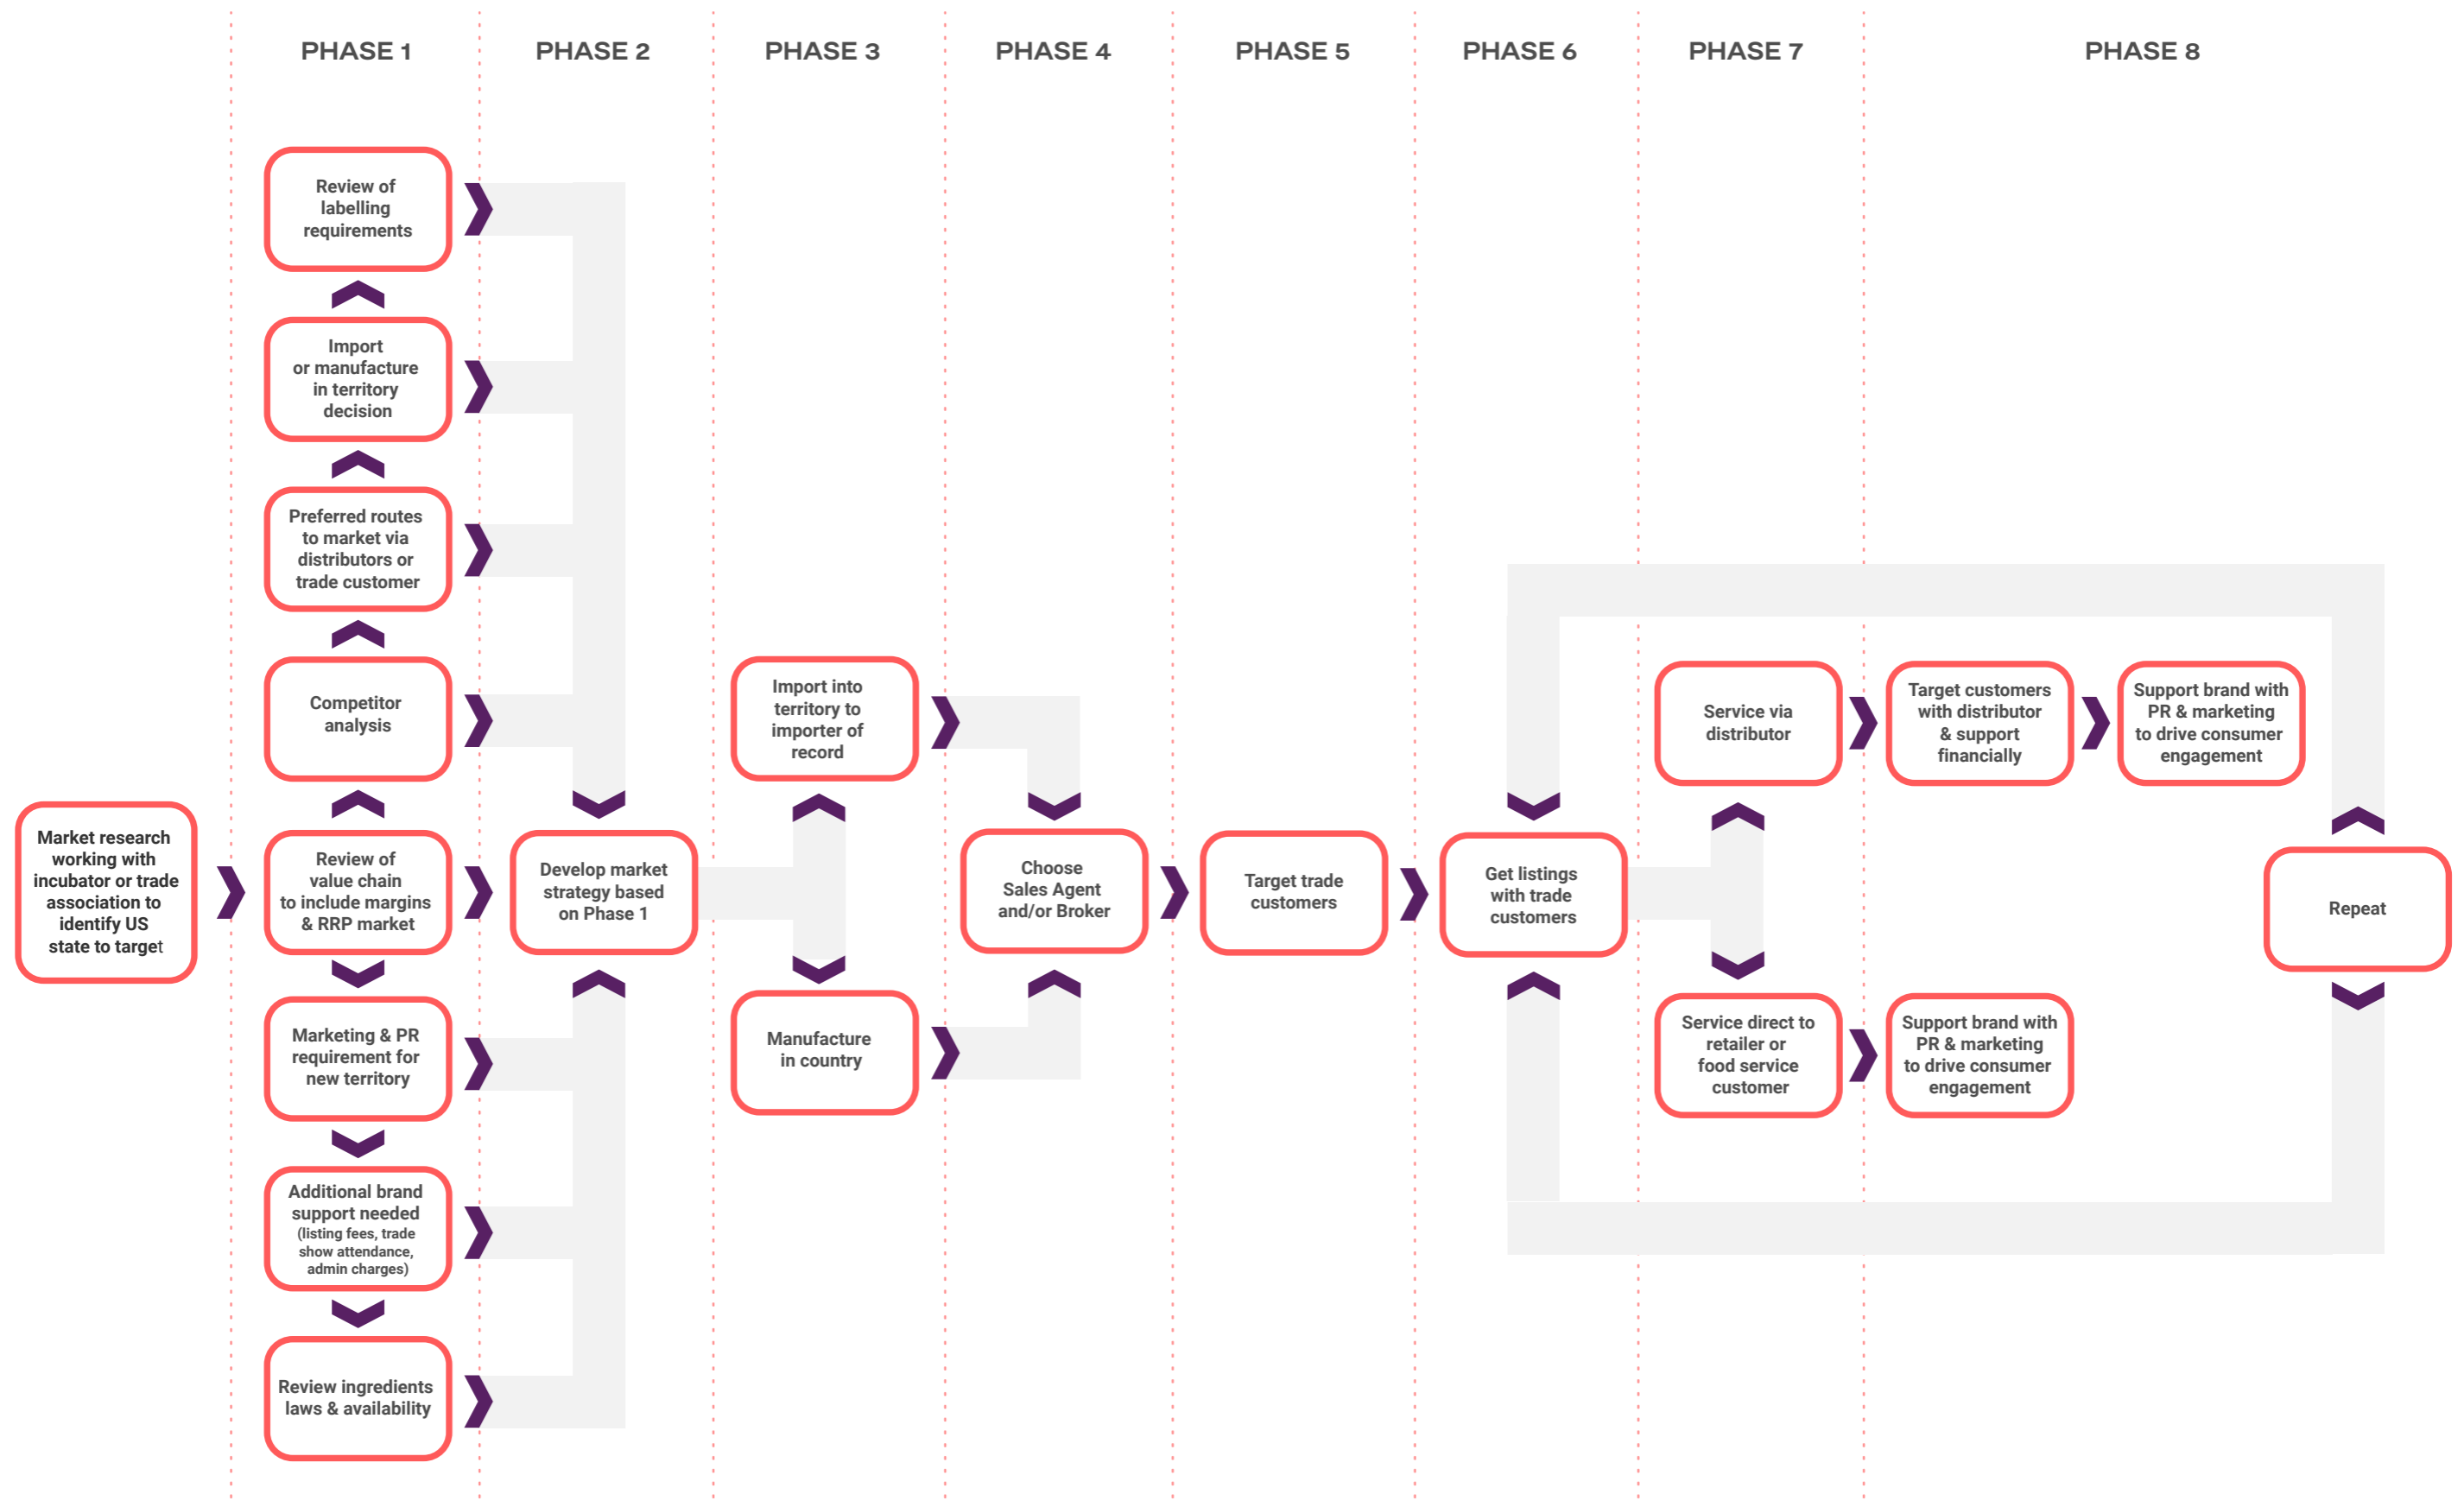 PHASE 1
PHASE 2
PHASE 3
PHASE 4
PHASE 5
PHASE 6
PHASE 7
PHASE 8
Market research
working with
incubator or trade
association to
identify US
state to target
Review of
labelling
requirements
Import
or manufacture
in territory
decision
Preferred routes
to market via
distributors or
trade customer
Competitor
analysis
Review of
value chain
to include margins
& RRP market
Marketing & PR
requirement for
new territory
Additional brand
support needed
(listing fees, trade
show attendance,
admin charges)
Review ingredients
laws & availability
Develop market
strategy based
on Phase 1
Import into
territory to
importer of
record
Manufacture
in country
Choose
Sales Agent
and/or Broker
Target trade
customers
Get listings
with trade
customers
Service via
distributor
Service direct to
retailer or
food service
customer
Target customers
with distributor
& support
financially
Support brand with
PR & marketing
to drive consumer
engagement
Support brand with
PR & marketing
to drive consumer
engagement
Repeat